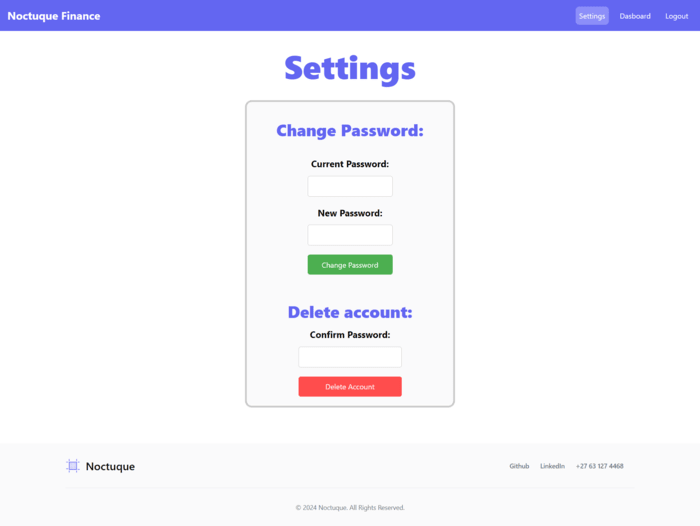 Noctuque Finance
Settings Dasboard Logout
Settings
Change Password:
Current Password:
New Password:
Change Password
Delete account:
Confirm Password:
Delete Account
Noctuque
Github LinkedIn +27 63 127 4468
© 2024 Noctuque. All Rights Reserved.